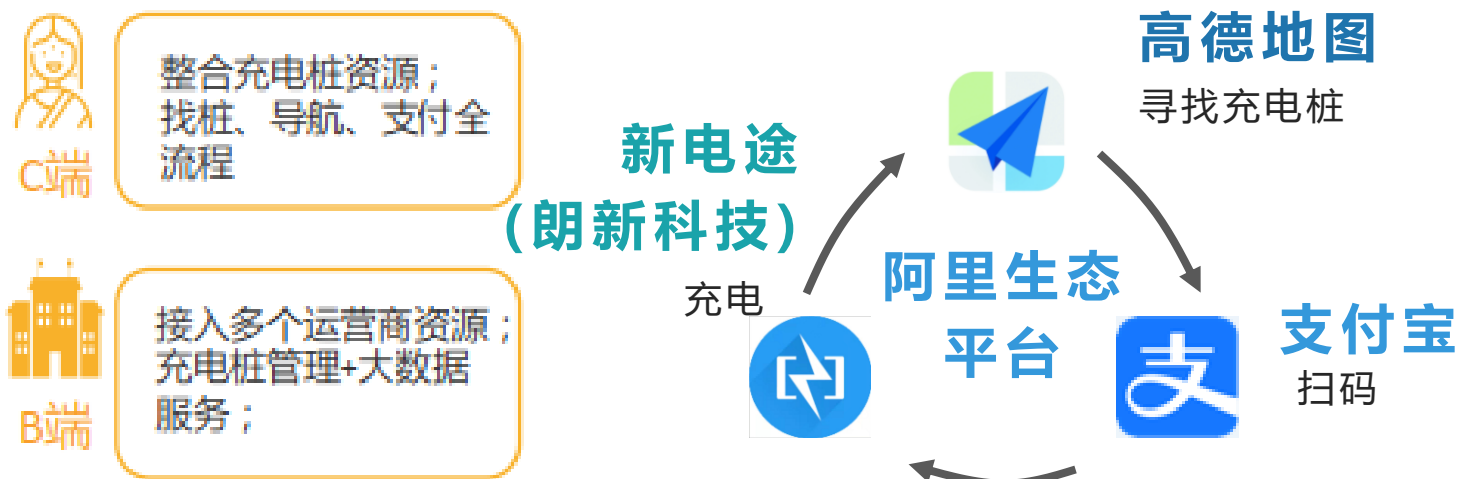 整合充电桩资源；
找桩、导航、支付全
流程
C端
接入多个运营商资源；
充电桩管理+大数据
服务；
B端
高德地图
寻找充电桩
新电途
(朗新科技)
充电
阿里生态
平台
支付宝
扫码
支